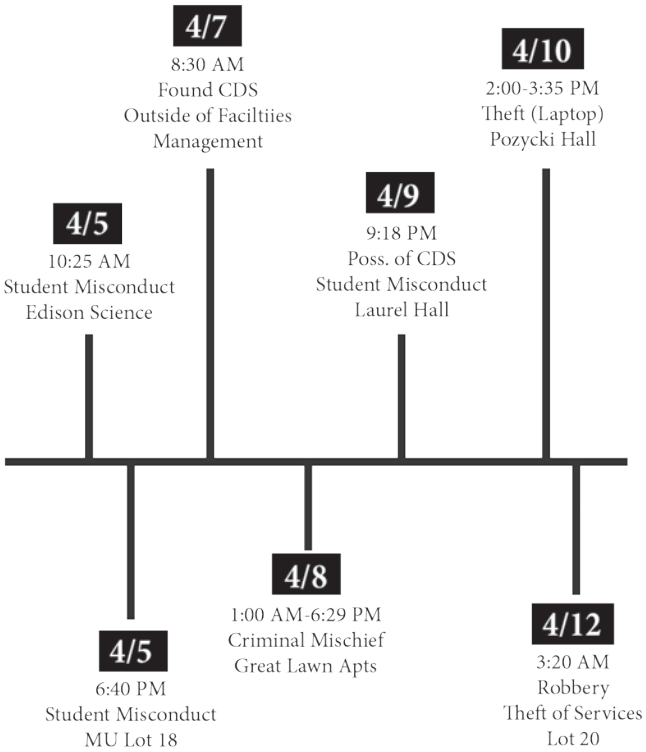 4/7
8:30 AM
Found CDS
Outside of Faciltiies
Management
4/10
2:00-3:35 PM
Theft (Laptop)
Pozycki Hall
4/5
10:25 AM
Student Misconduct
Edison Science
4/9
9:18 PM
Poss. of CDS
Student Misconduct
Laurel Hall
4/5
6:40 PM
Student Misconduct
MU Lot 18
4/8
1:00 AM-6:29 PM
Criminal Mischief
Great Lawn Apts
4/12
3:20 AM
Robbery
Theft of Services
Lot 20